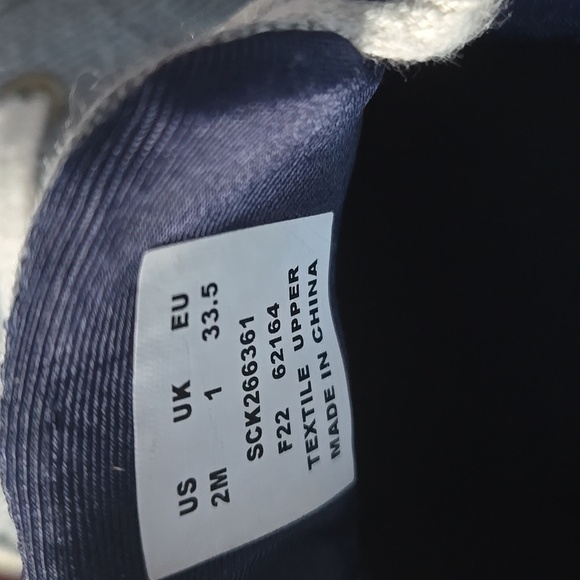 US UK EU
2M 1 33.5
SCK266361
F22 62164
TEXTILE UPPER
MADE IN CHINA